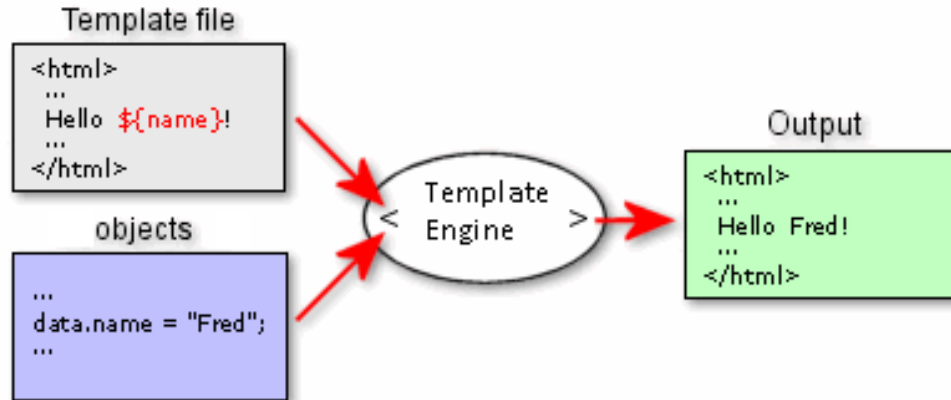 Template file
<html>
...
Hello ${name}!
...
</html>
objects
...
data.name = "Fred";
...
< Template >
Engine
Output
<html>
...
Hello Fred!
...
</html>